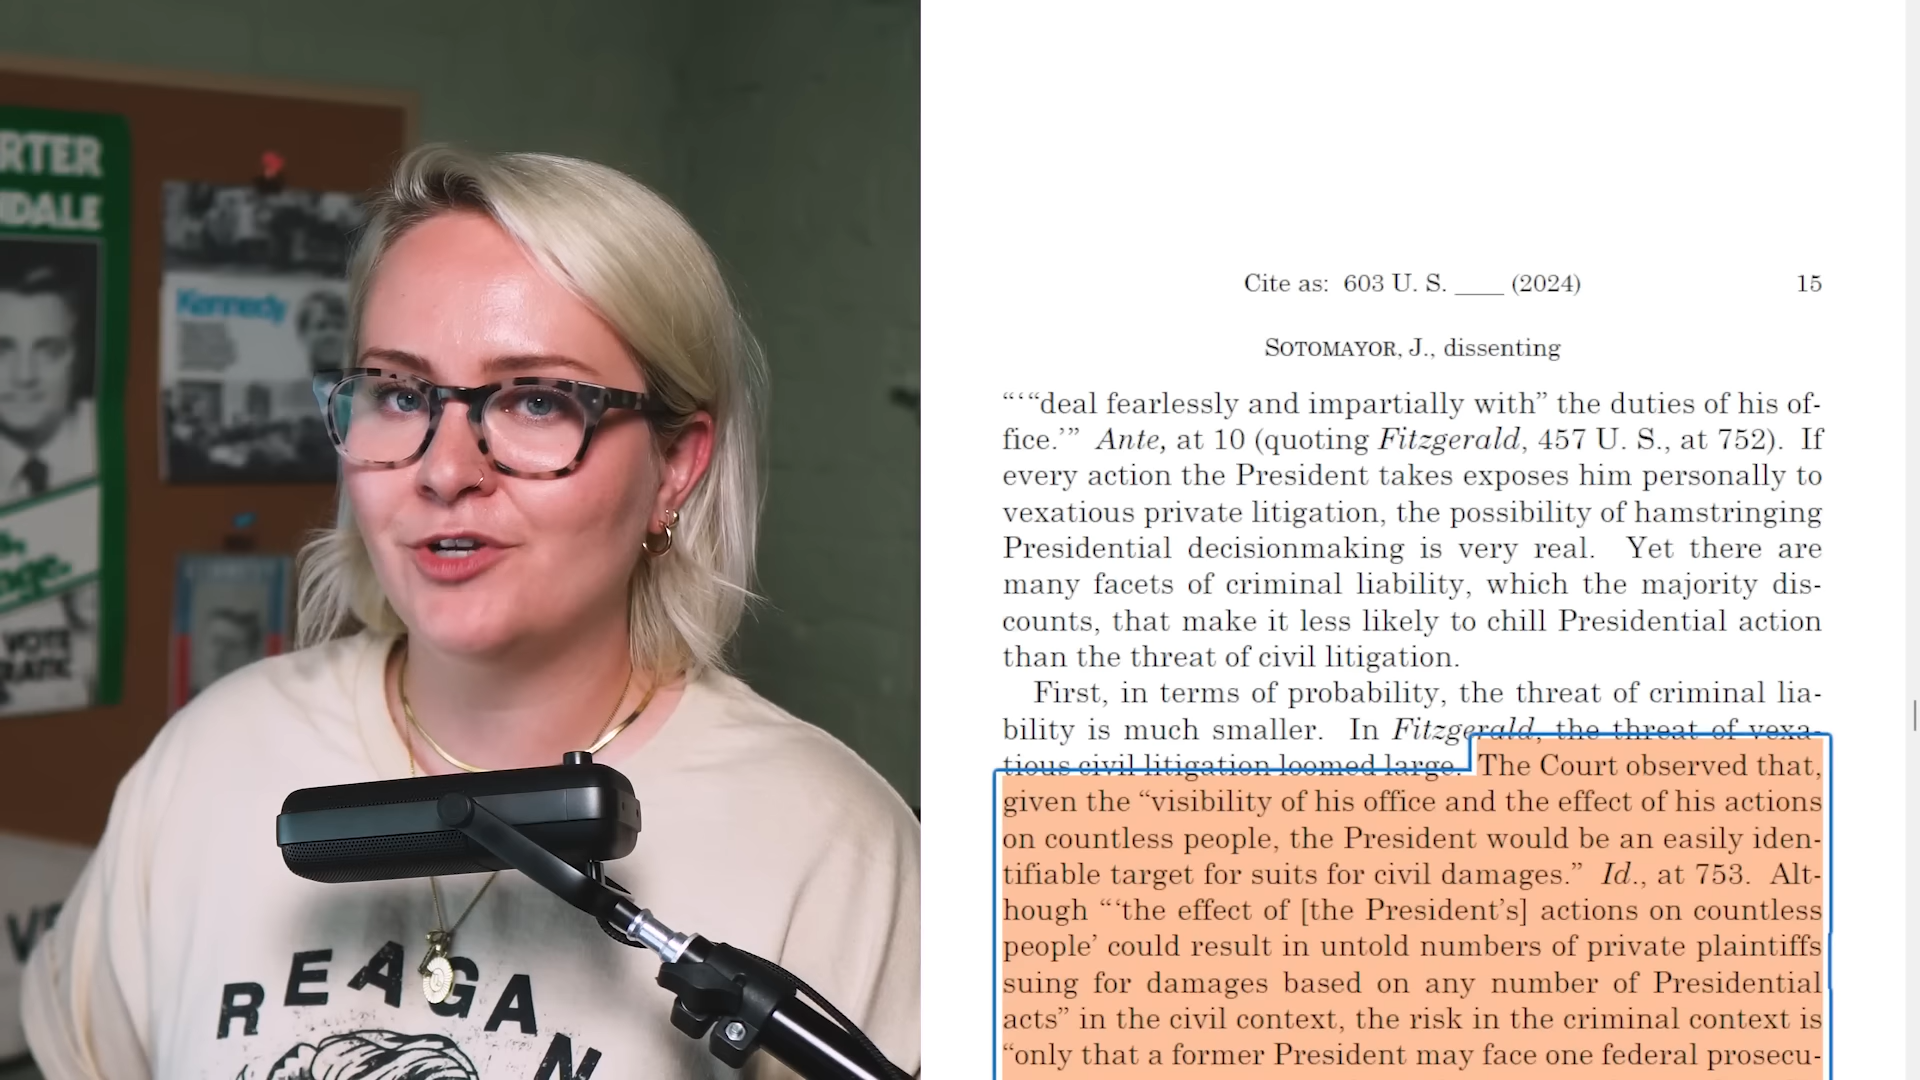 RTER
NDALE
Kennedy
VOTE
REAGAN
Cite as: 603 U. S. ____ (2024) 15
SOTOMAYOR, J., dissenting
“‘“deal fearlessly and impartially with” the duties of his of-
fice.’” Ante, at 10 (quoting Fitzgerald, 457 U. S., at 752). If
every action the President takes exposes him personally to
vexatious private litigation, the possibility of hamstringing
Presidential decisionmaking is very real. Yet there are
many facets of criminal liability, which the majority dis-
counts, that make it less likely to chill Presidential action
than the threat of civil litigation.
First, in terms of probability, the threat of criminal lia-
bility is much smaller. In Fitzgerald, the threat of vexa-
tious civil litigation loomed large. The Court observed that,
given the “visibility of his office and the effect of his actions
on countless people, the President would be an easily iden-
tifiable target for suits for civil damages.” Id., at 753. Alt-
hough “‘the effect of [the President’s] actions on countless
people’ could result in untold numbers of private plaintiffs
suing for damages based on any number of Presidential
acts” in the civil context, the risk in the criminal context is
“only that a former President may face one federal prosecu-